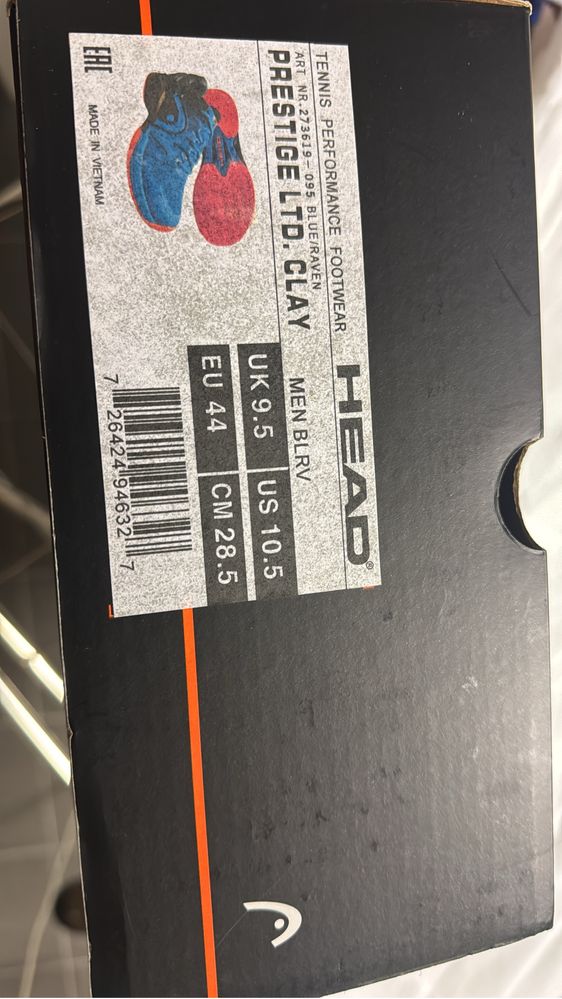 TENNIS PERFORMANCE FOOTWEAR
HEAD®
ART NR.273619-095 BLUE/RAVEN
PRESTIGE LTD. CLAY
MEN BLRV
UK 9.5 US 10.5
EU 44 CM 28.5
EAC
MADE IN VIETNAM
7 26424 94632 7